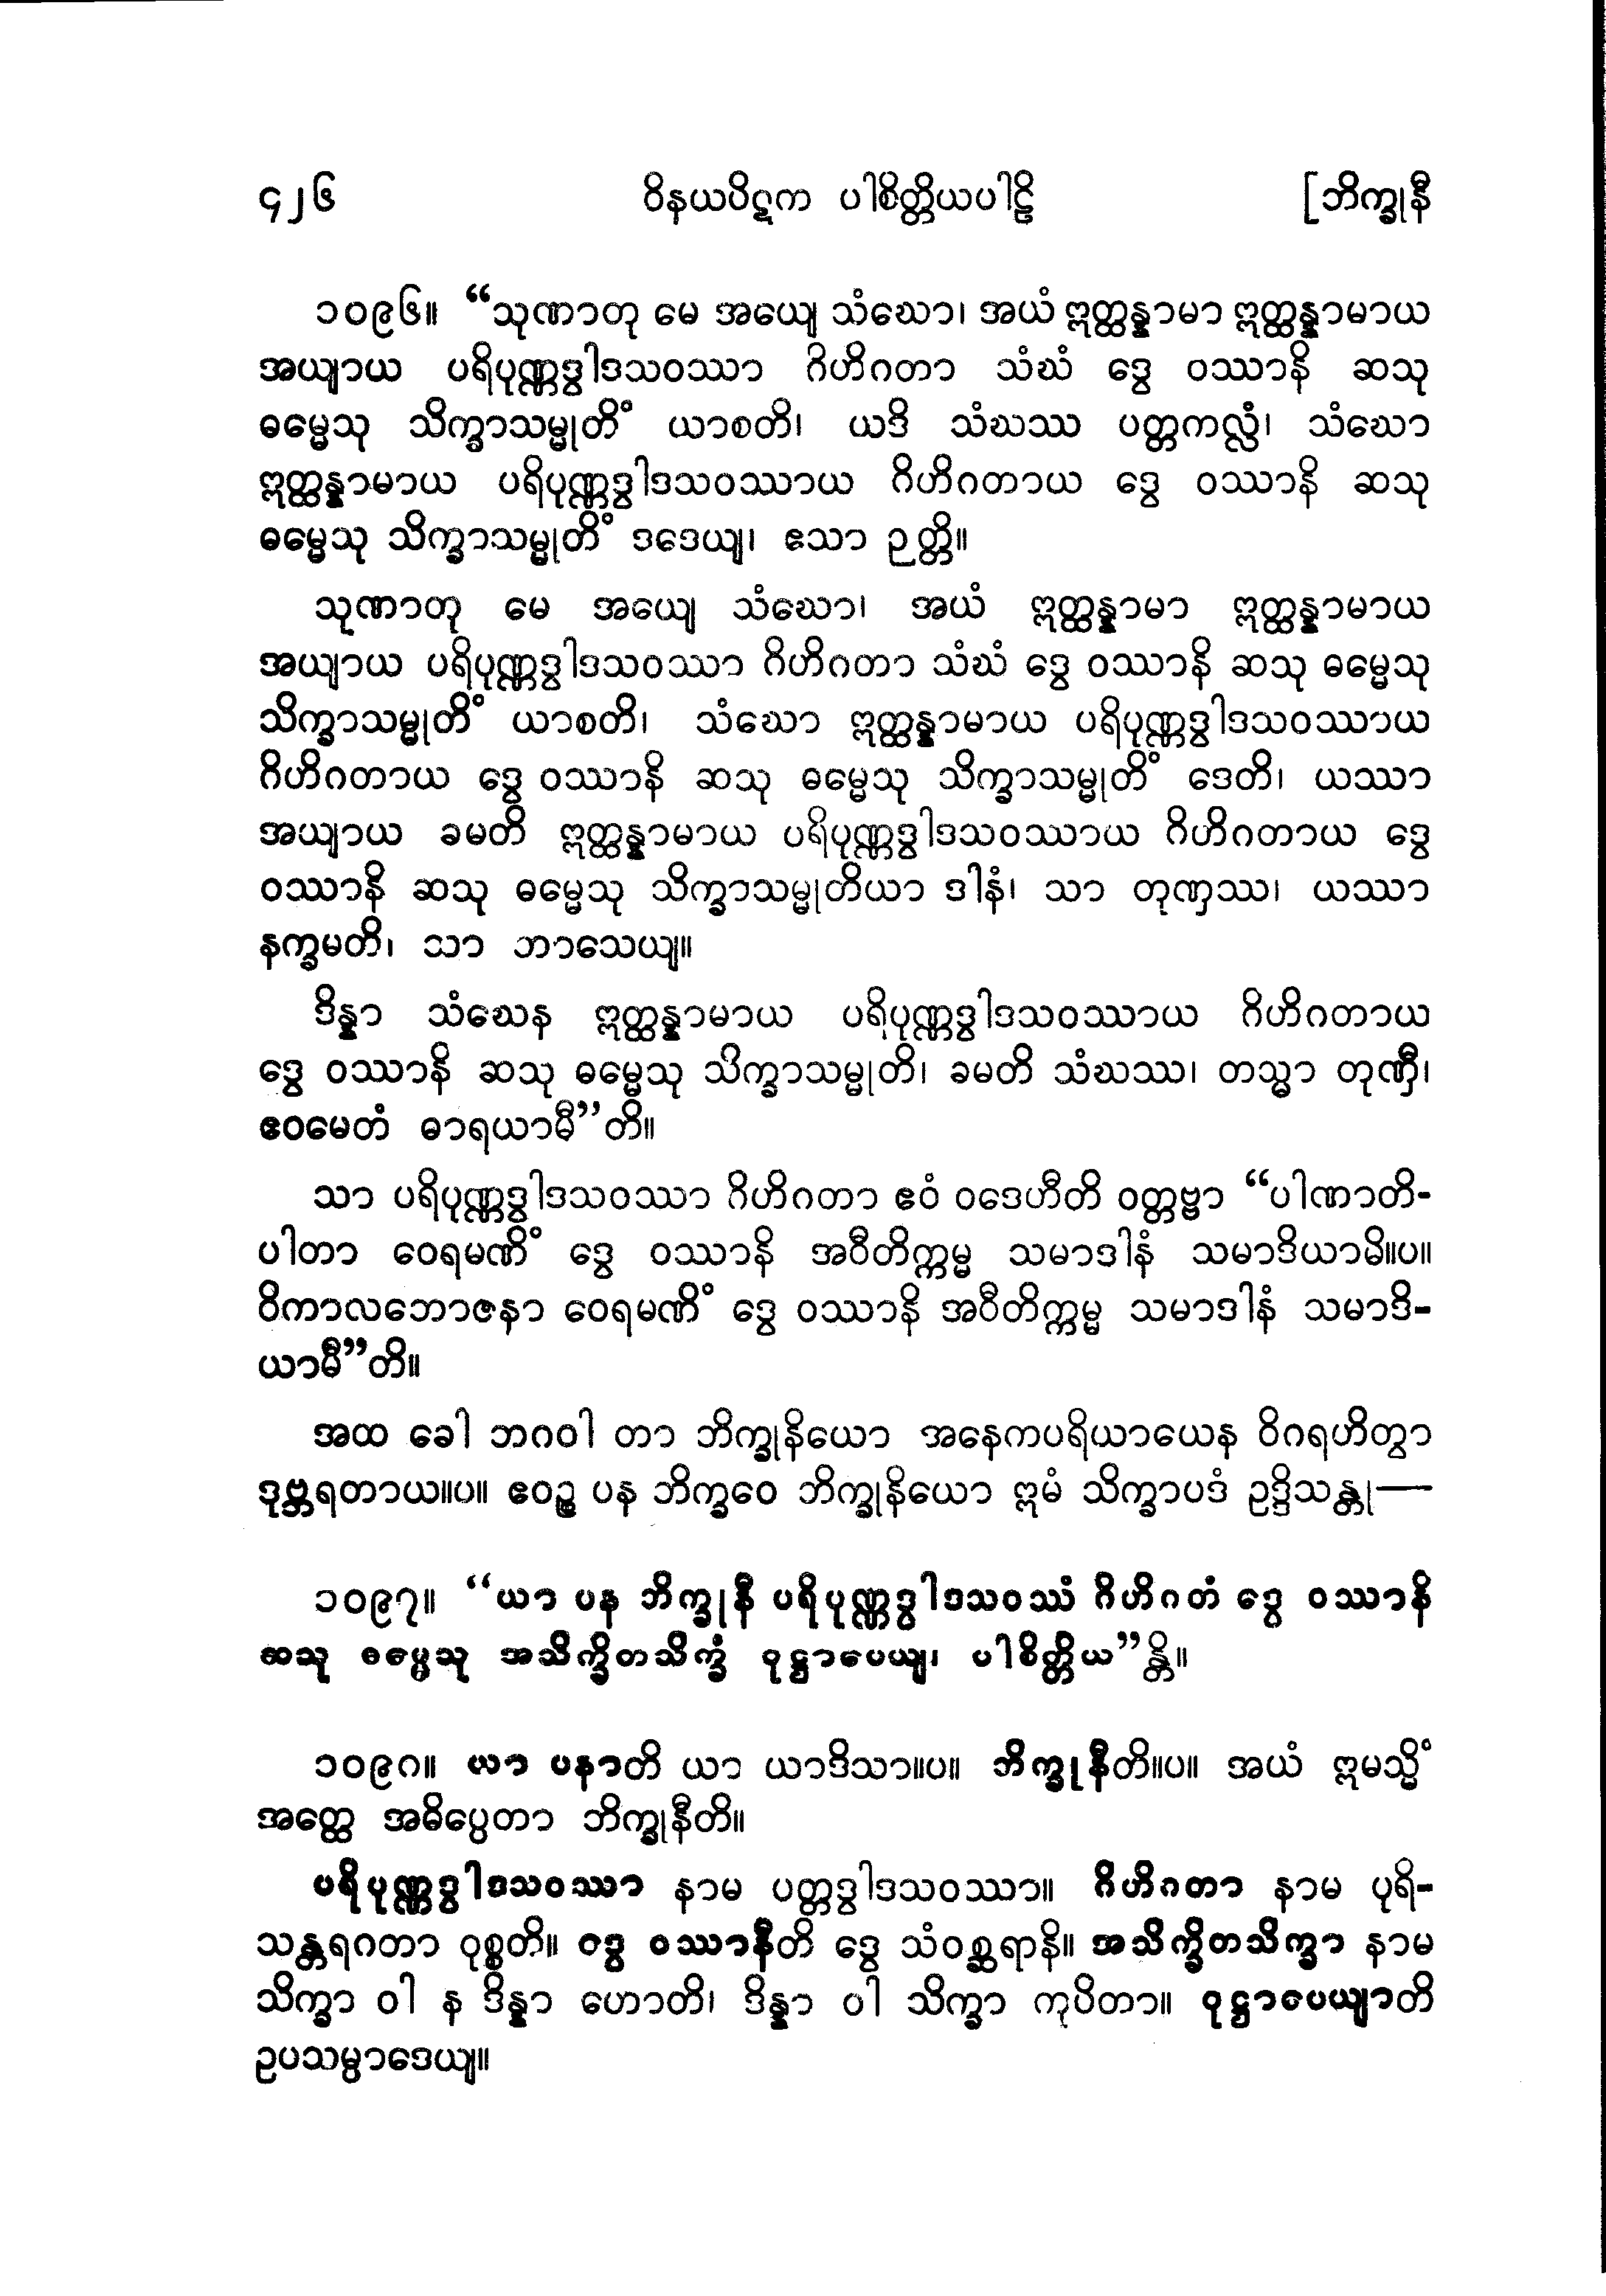 ၄၂၆ ဝိနယပိဋက ပါစိတ္တိယပါဠိ [ဘိက္ခုနီ
၁၀၉၆။ “သုဏာတု မေ အယျေ သံဃော၊ အယံ ဣတ္ထန္နာမာ ဣတ္ထန္နာမာယ
အယျာယ ပရိပုဏ္ဏဒွါဒသဝဿာ ဂိဟိဂတာ သံဃံ ဒွေ ဝဿာနိ ဆသု
ဓမ္မေသု သိက္ခာသမ္မုတိံ ယာစတိ၊ ယဒိ သံဃဿ ပတ္တကလ္လံ၊ သံဃော
ဣတ္ထန္နာမာယ ပရိပုဏ္ဏဒွါဒသဝဿာယ ဂိဟိဂတာယ ဒွေ ဝဿာနိ ဆသု
ဓမ္မေသု သိက္ခာသမ္မုတိံ ဒဒေယျ၊ ဧသာ ဉတ္တိ။
သုဏာတု မေ အယျေ သံဃော၊ အယံ ဣတ္ထန္နာမာ ဣတ္ထန္နာမာယ
အယျာယ ပရိပုဏ္ဏဒွါဒသဝဿာ ဂိဟိဂတာ သံဃံ ဒွေ ဝဿာနိ ဆသု ဓမ္မေသု
သိက္ခာသမ္မုတိံ ယာစတိ၊ သံဃော ဣတ္ထန္နာမာယ ပရိပုဏ္ဏဒွါဒသဝဿာယ
ဂိဟိဂတာယ ဒွေ ဝဿာနိ ဆသု ဓမ္မေသု သိက္ခာသမ္မုတိံ ဒေတိ၊ ယဿာ
အယျာယ ခမတိ ဣတ္ထန္နာမာယ ပရိပုဏ္ဏဒွါဒသဝဿာယ ဂိဟိဂတာယ ဒွေ
ဝဿာနိ ဆသု ဓမ္မေသု သိက္ခာသမ္မုတိယာ ဒါနံ၊ သာ တုဏှဿ၊ ယဿာ
နက္ခမတိ၊ သာ ဘာသေယျ။
ဒိန္နာ သံဃေန ဣတ္ထန္နာမာယ ပရိပုဏ္ဏဒွါဒသဝဿာယ ဂိဟိဂတာယ
ဒွေ ဝဿာနိ ဆသု ဓမ္မေသု သိက္ခာသမ္မုတိ၊ ခမတိ သံဃဿ၊ တသ္မာ တုဏှီ၊
ဧဝမေတံ ဓာရယာမီ”တိ။
သာ ပရိပုဏ္ဏဒွါဒသဝဿာ ဂိဟိဂတာ ဧဝံ ဝဒေဟီတိ ဝတ္တဗ္ဗာ “ပါဏာတိ-
ပါတာ ဝေရမဏိံ ဒွေ ဝဿာနိ အဝီတိက္ကမ္မ သမာဒါနံ သမာဒိယာမိ။ပ။
ဝိကာလဘောဇနာ ဝေရမဏိံ ဒွေ ဝဿာနိ အဝီတိက္ကမ္မ သမာဒါနံ သမာဒိ-
ယာမီ”တိ။
အထ ခေါ ဘဂဝါ တာ ဘိက္ခုနိယော အနေကပရိယာယေန ဝိဂရဟိတွာ
ဒုဗ္ဘရတာယ။ပ။ ဧဝဉ္စ ပန ဘိက္ခဝေ ဘိက္ခုနိယော ဣမံ သိက္ခာပဒံ ဥဒ္ဒိသန္တု—
၁၀၉၇။ “ယာ ပန ဘိက္ခုနီ ပရိပုဏ္ဏဒွါဒသဝဿံ ဂိဟိဂတံ ဒွေ ဝဿာနိ
ဆသု ဓမ္မေသု အသိက္ခိတသိက္ခံ ဝုဋ္ဌာပေယျ၊ ပါစိတ္တိယ”န္တိ။
၁၀၉၈။ ယာ ပနာတိ ယာ ယာဒိသာ။ပ။ ဘိက္ခုနီတိ။ပ။ အယံ ဣမသ္မိံ
အတ္ထေ အဓိပ္ပေတာ ဘိက္ခုနီတိ။
ပရိပုဏ္ဏဒွါဒသဝဿာ နာမ ပတ္တဒွါဒသဝဿာ။ ဂိဟိဂတာ နာမ ပုရိ-
သန္တရဂတာ ဝုစ္စတိ။ ဒွေ ဝဿာနီတိ ဒွေ သံဝစ္ဆရာနိ။ အသိက္ခိတသိက္ခာ နာမ
သိက္ခာ ဝါ န ဒိန္နာ ဟောတိ၊ ဒိန္နာ ဝါ သိက္ခာ ကုပိတာ။ ဝုဋ္ဌာပေယျာတိ
ဥပသမ္ပာဒေယျ။